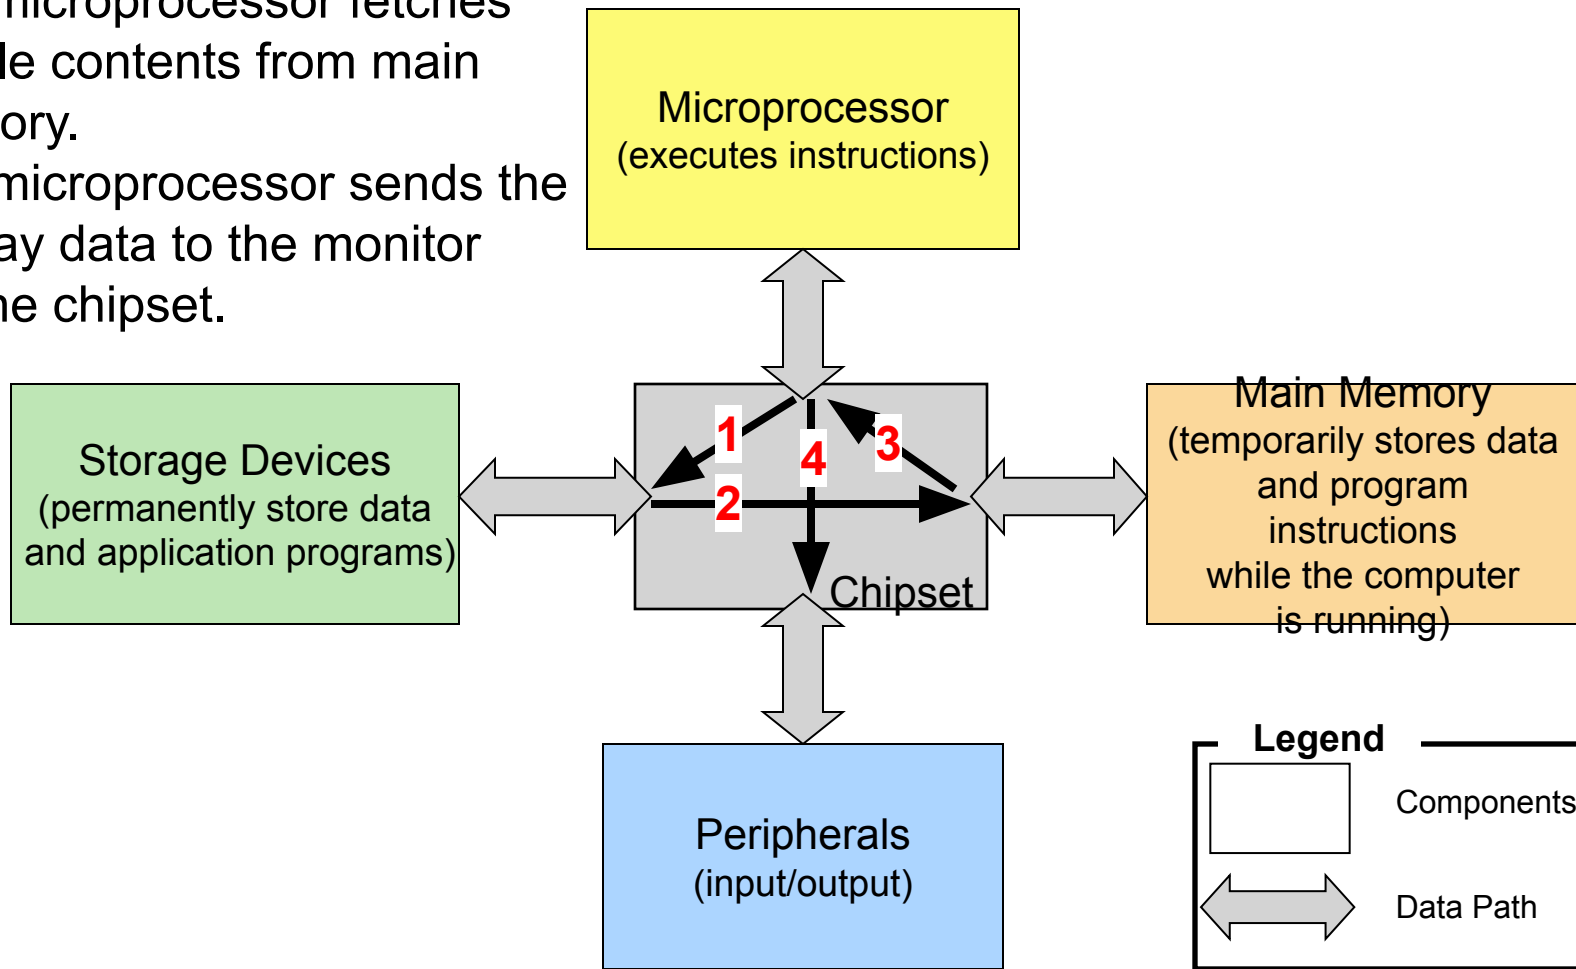 microprocessor fetches
le contents from main
ory.
microprocessor sends the
ay data to the monitor
ne chipset.
Microprocessor
(executes instructions)
Storage Devices
(permanently store data
and application programs)
1
2
3
4
Chipset
Main Memory
(temporarily stores data
and program
instructions
while the computer
is running)
Peripherals
(input/output)
Legend
Components
Data Path